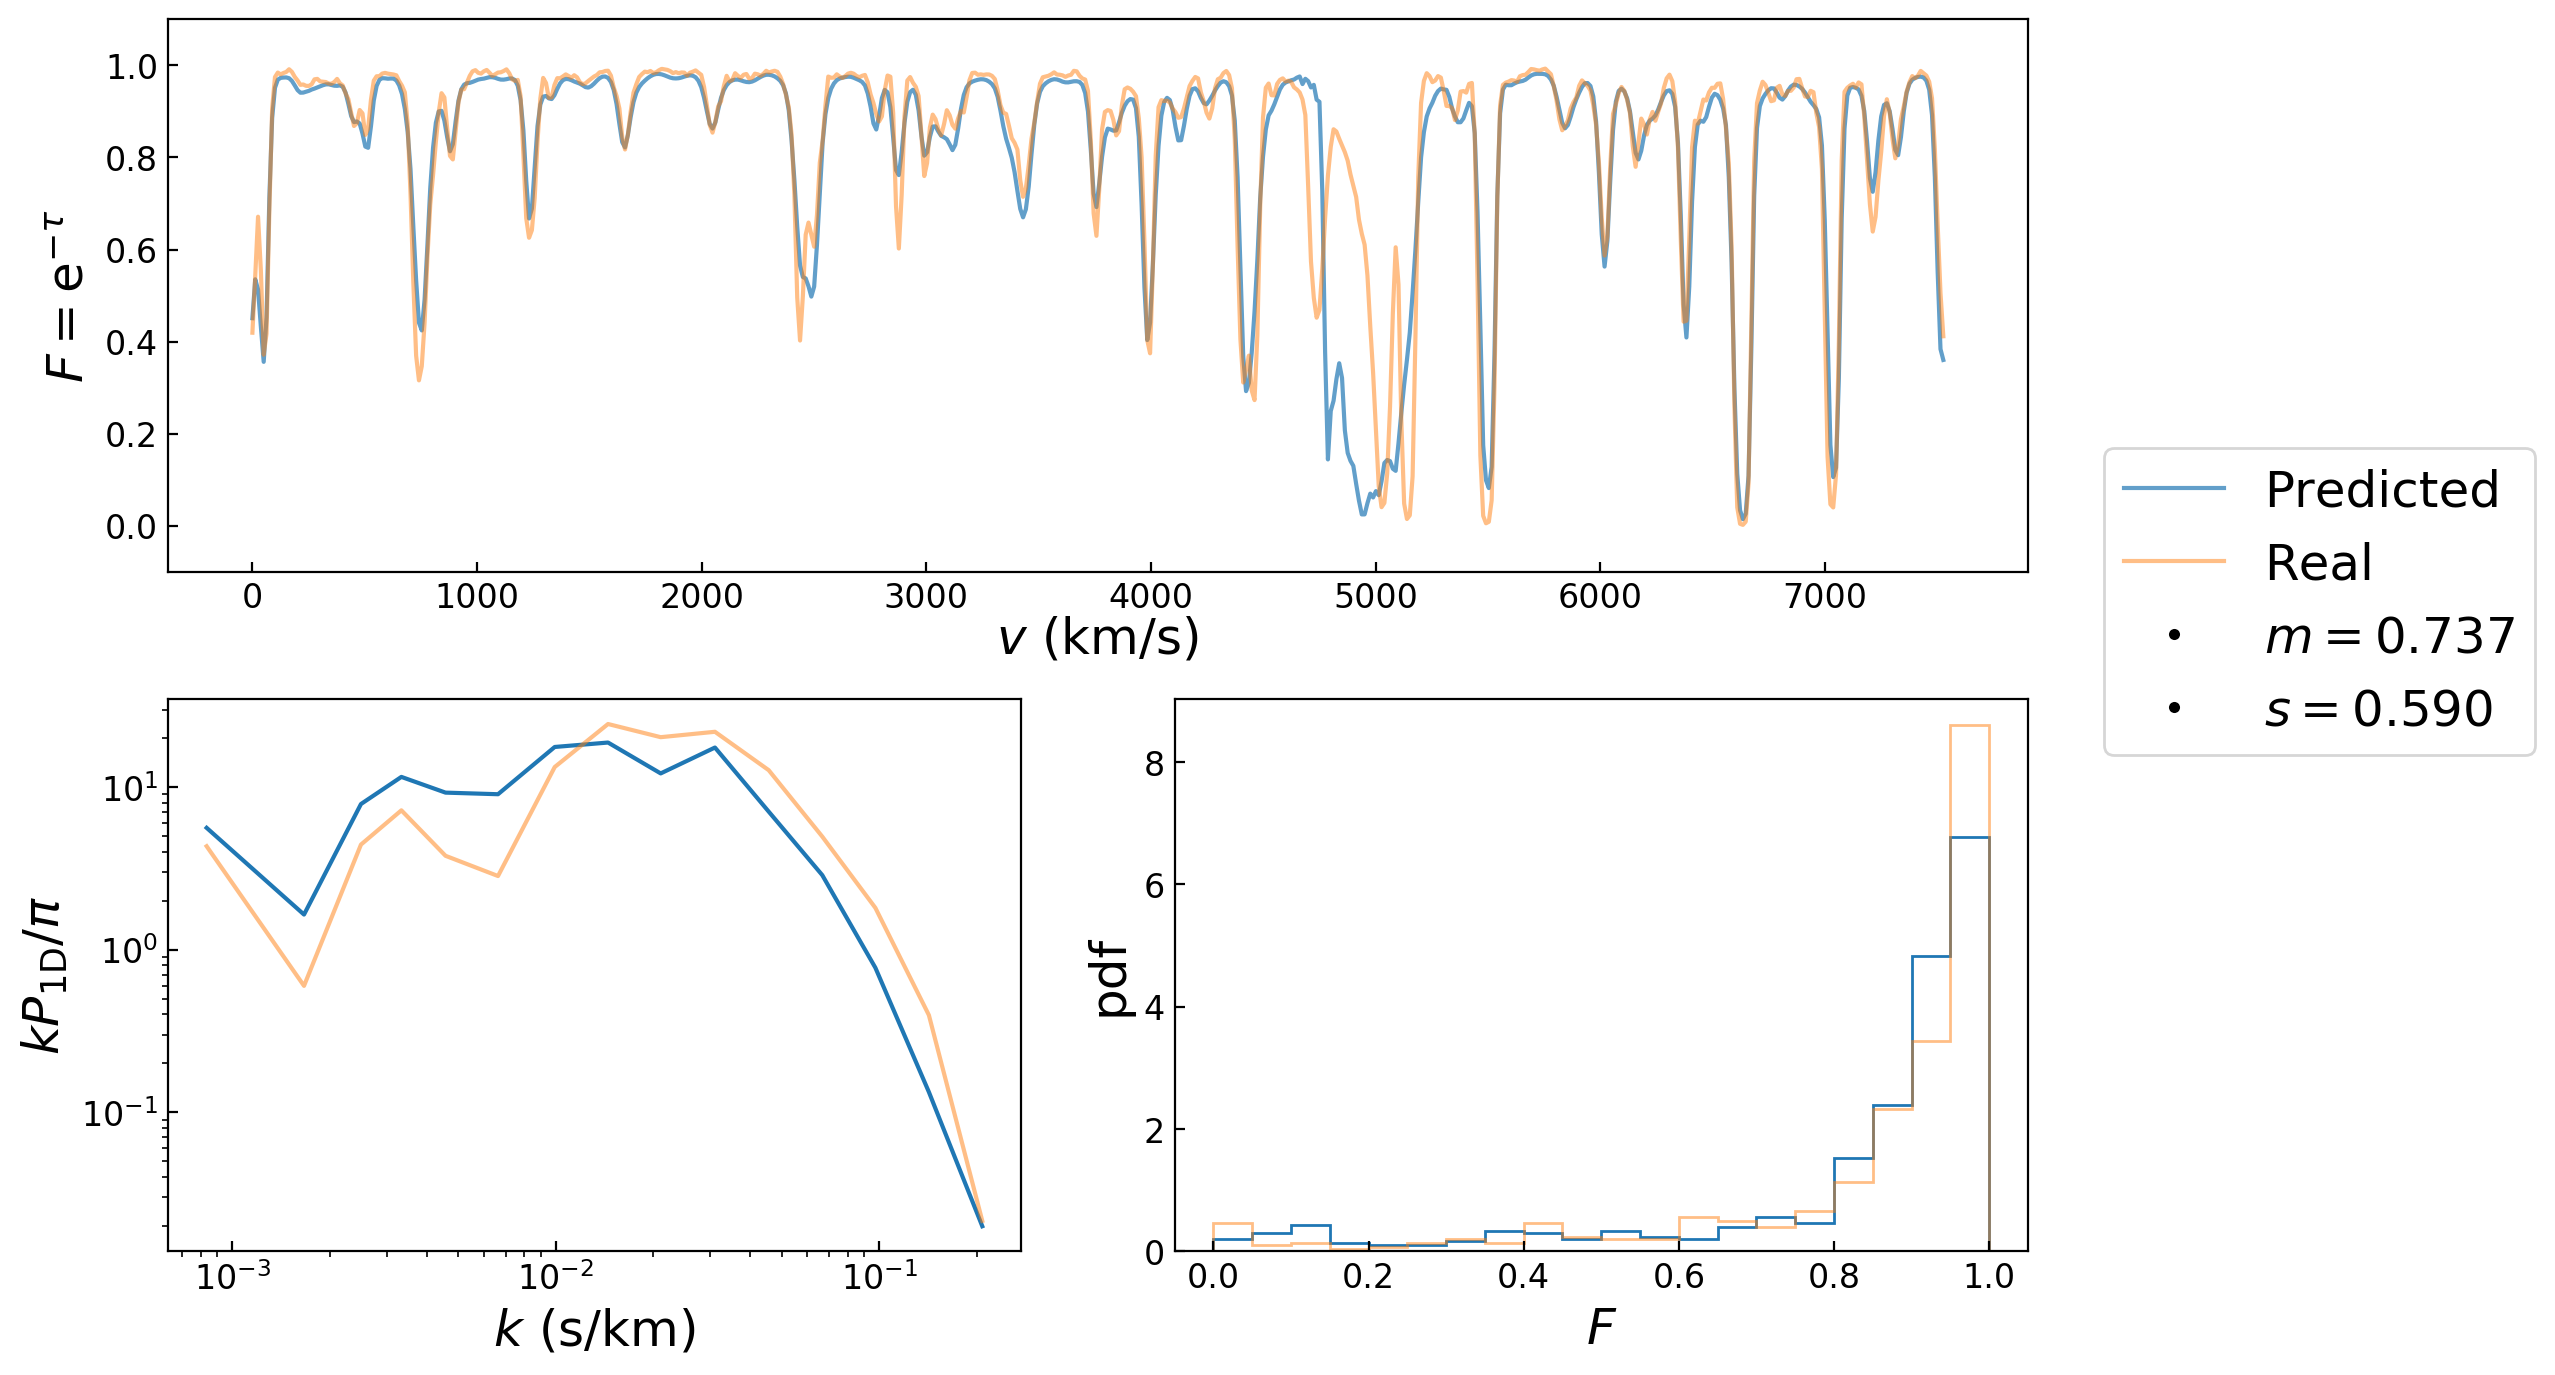 1.0
0.8
0.6
0.4
0.2
0.0
F = e^{-τ}
0 1000 2000 3000 4000 5000 6000 7000
v (km/s)
Predicted
Real
m = 0.737
s = 0.590
10^1
10^0
10^{-1}
kP_{1D}/π
10^{-3} 10^{-2} 10^{-1}
k (s/km)
8
6
4
2
0
pdf
0.0 0.2 0.4 0.6 0.8 1.0
F